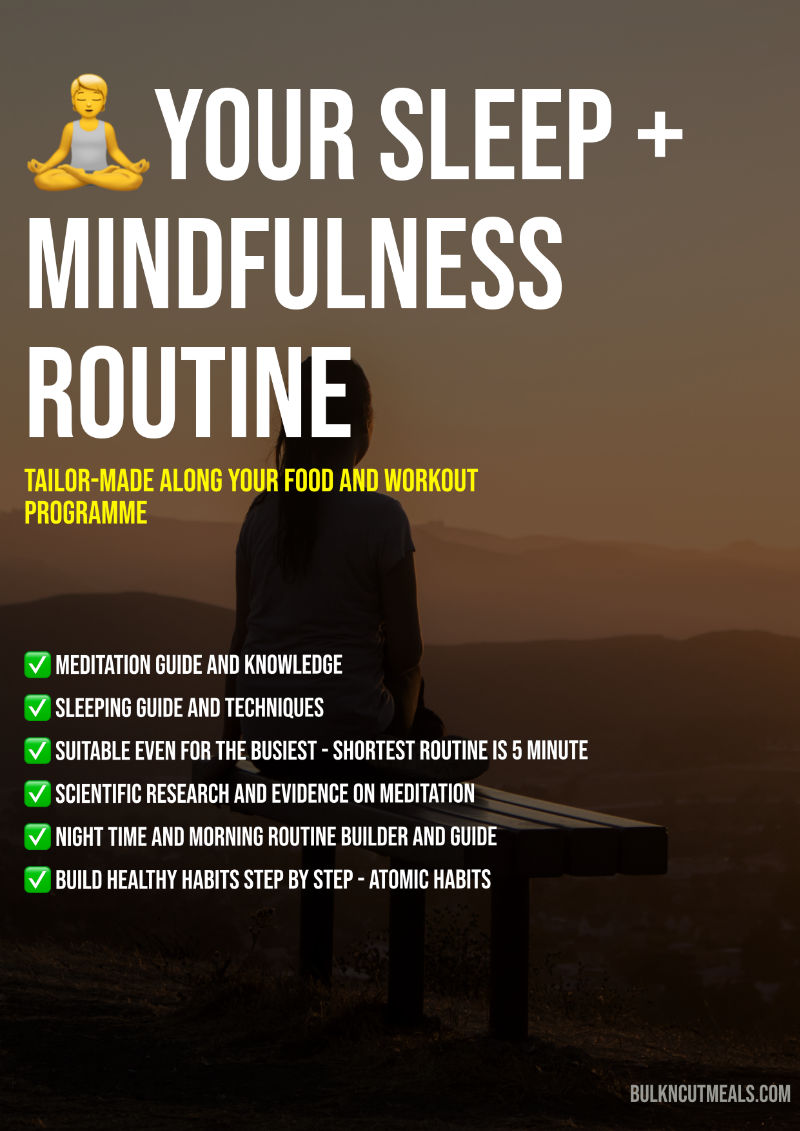 🧘YOUR SLEEP +
MINDFULNESS
ROUTINE
TAILOR-MADE ALONG YOUR FOOD AND WORKOUT
PROGRAMME
✅ MEDITATION GUIDE AND KNOWLEDGE
✅ SLEEPING GUIDE AND TECHNIQUES
✅ SUITABLE EVEN FOR THE BUSIEST - SHORTEST ROUTINE IS 5 MINUTE
✅ SCIENTIFIC RESEARCH AND EVIDENCE ON MEDITATION
✅ NIGHT TIME AND MORNING ROUTINE BUILDER AND GUIDE
✅ BUILD HEALTHY HABITS STEP BY STEP - ATOMIC HABITS
BULKNCUTMEALS.COM